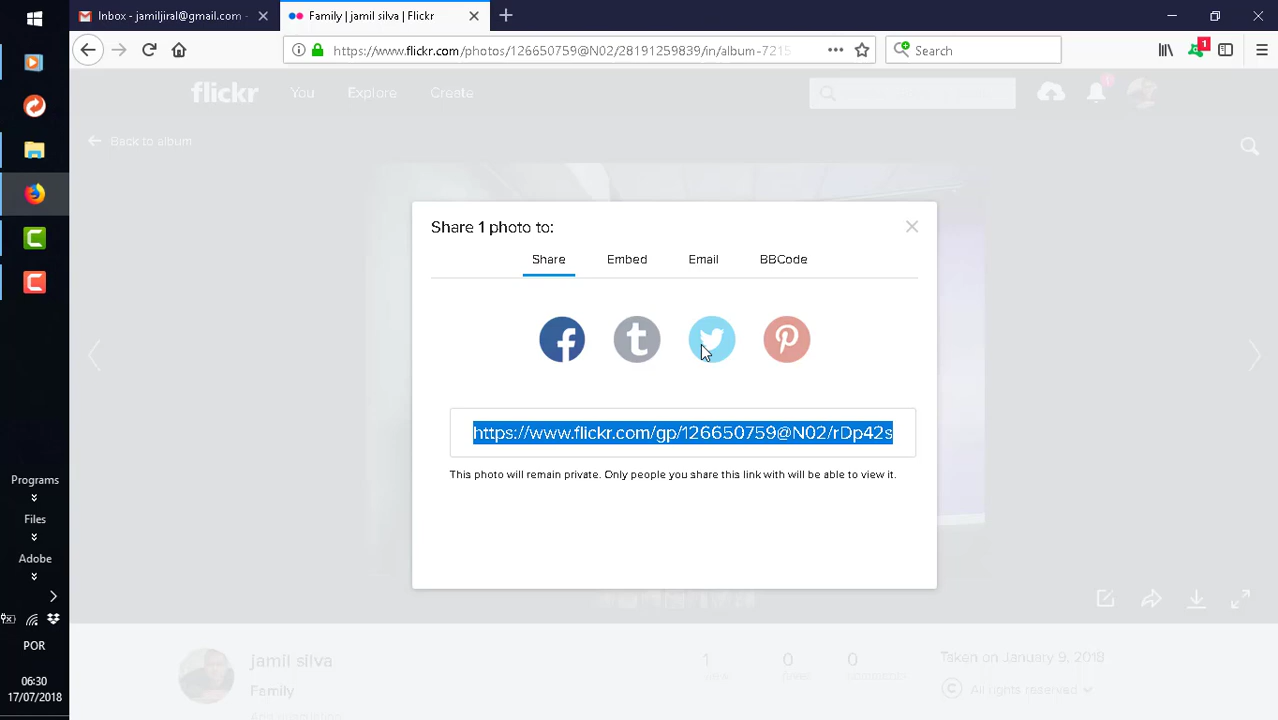 Inbox - jamiljiral@gmail.com -
Family | jamil silva | Flickr
https://www.flickr.com/photos/126650759@N02/28191259839/in/album-7215
Search
1
flickr
You
Explore
Create
Back to album
Share 1 photo to:
Share
Embed
Email
BBCode
https://www.flickr.com/gp/126650759@N02/rDp42s
This photo will remain private. Only people you share this link with will be able to view it.
Programs
Files
Adobe
POR
06:30
17/07/2018
jamil silva
Family
1
0
0
Taken on January 9, 2018
All rights reserved